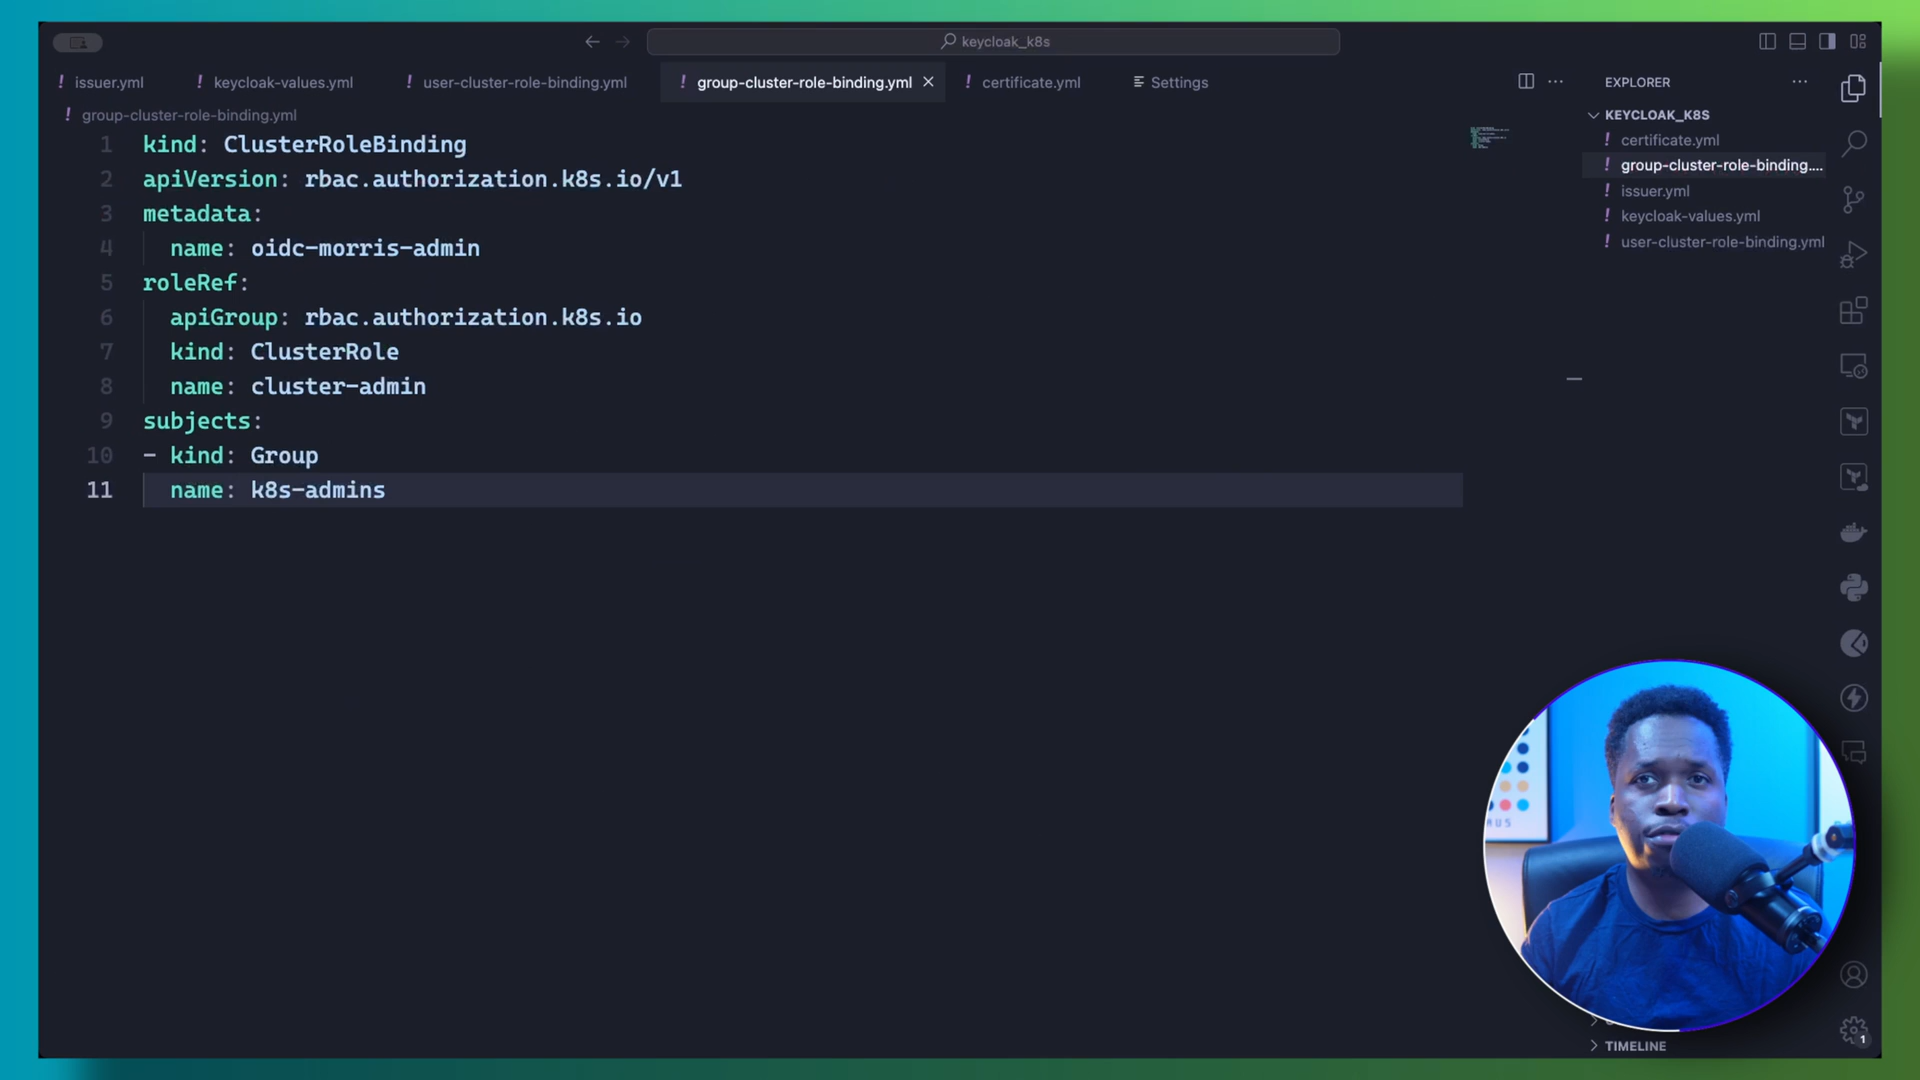 keycloak_k8s
! issuer.yml
! keycloak-values.yml
! user-cluster-role-binding.yml
! group-cluster-role-binding.yml
! certificate.yml
Settings
! group-cluster-role-binding.yml
1 kind: ClusterRoleBinding
2 apiVersion: rbac.authorization.k8s.io/v1
3 metadata:
4 name: oidc-morris-admin
5 roleRef:
6 apiGroup: rbac.authorization.k8s.io
7 kind: ClusterRole
8 name: cluster-admin
9 subjects:
10 - kind: Group
11 name: k8s-admins
EXPLORER
KEYCLOAK_K8S
! certificate.yml
! group-cluster-role-binding....
! issuer.yml
! keycloak-values.yml
! user-cluster-role-binding.yml
TIMELINE
1